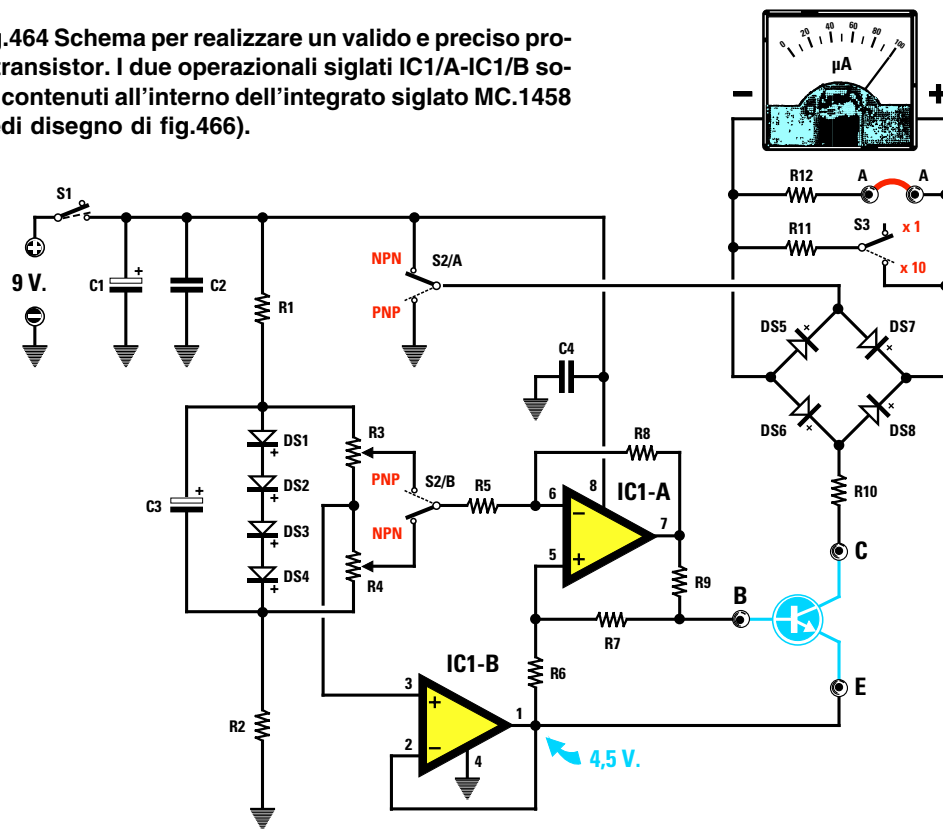 g.464 Schema per realizzare un valido e preciso pro-
transistor. I due operazionali siglati IC1/A-IC1/B so-
contenuti all'interno dell'integrato siglato MC.1458
edi disegno di fig.466).
0 20 40 60 80 100
µA
− +
R12 A A
R11 S3 x 1
x 10
S1
9 V.
+
−
C1 +
C2
R1
NPN S2/A
PNP
DS5 DS7
DS6 DS8
C4
R10
C3 +
DS1 +
DS2 +
DS3 +
DS4 +
R3
PNP S2/B
NPN
R4
R5
R8
6 − 8 IC1-A
7
5 +
R9
R7
R6
B
C
E
IC1-B
3 +
1
2 −
4
R2
4,5 V.